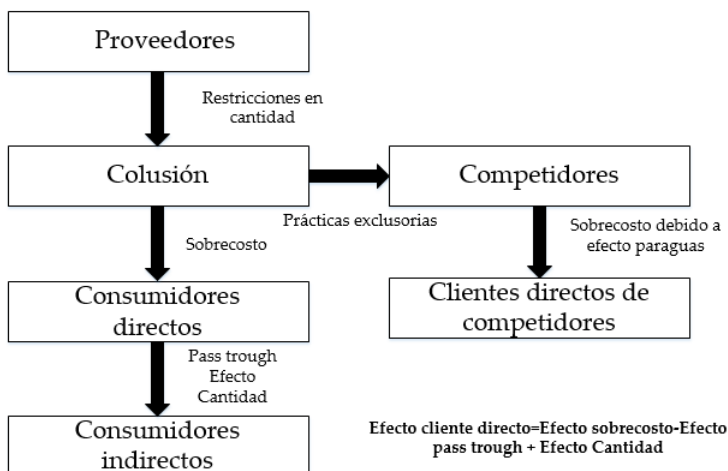 Proveedores
Restricciones en
cantidad
Colusión
Competidores
Prácticas exclusorias
Sobrecosto
Sobrecosto debido a
efecto paraguas
Consumidores
directos
Clientes directos de
competidores
Pass trough
Efecto
Cantidad
Consumidores
indirectos
Efecto cliente directo=Efecto sobrecosto-Efecto
pass trough + Efecto Cantidad